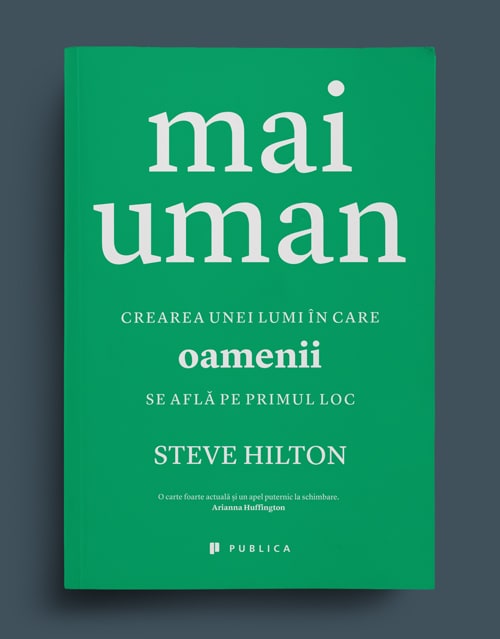 mai
uman
CREAREA UNEI LUMI ÎN CARE
oamenii
SE AFLĂ PE PRIMUL LOC
STEVE HILTON
O carte foarte actuală și un apel puternic la schimbare.
Arianna Huffington
PUBLICA